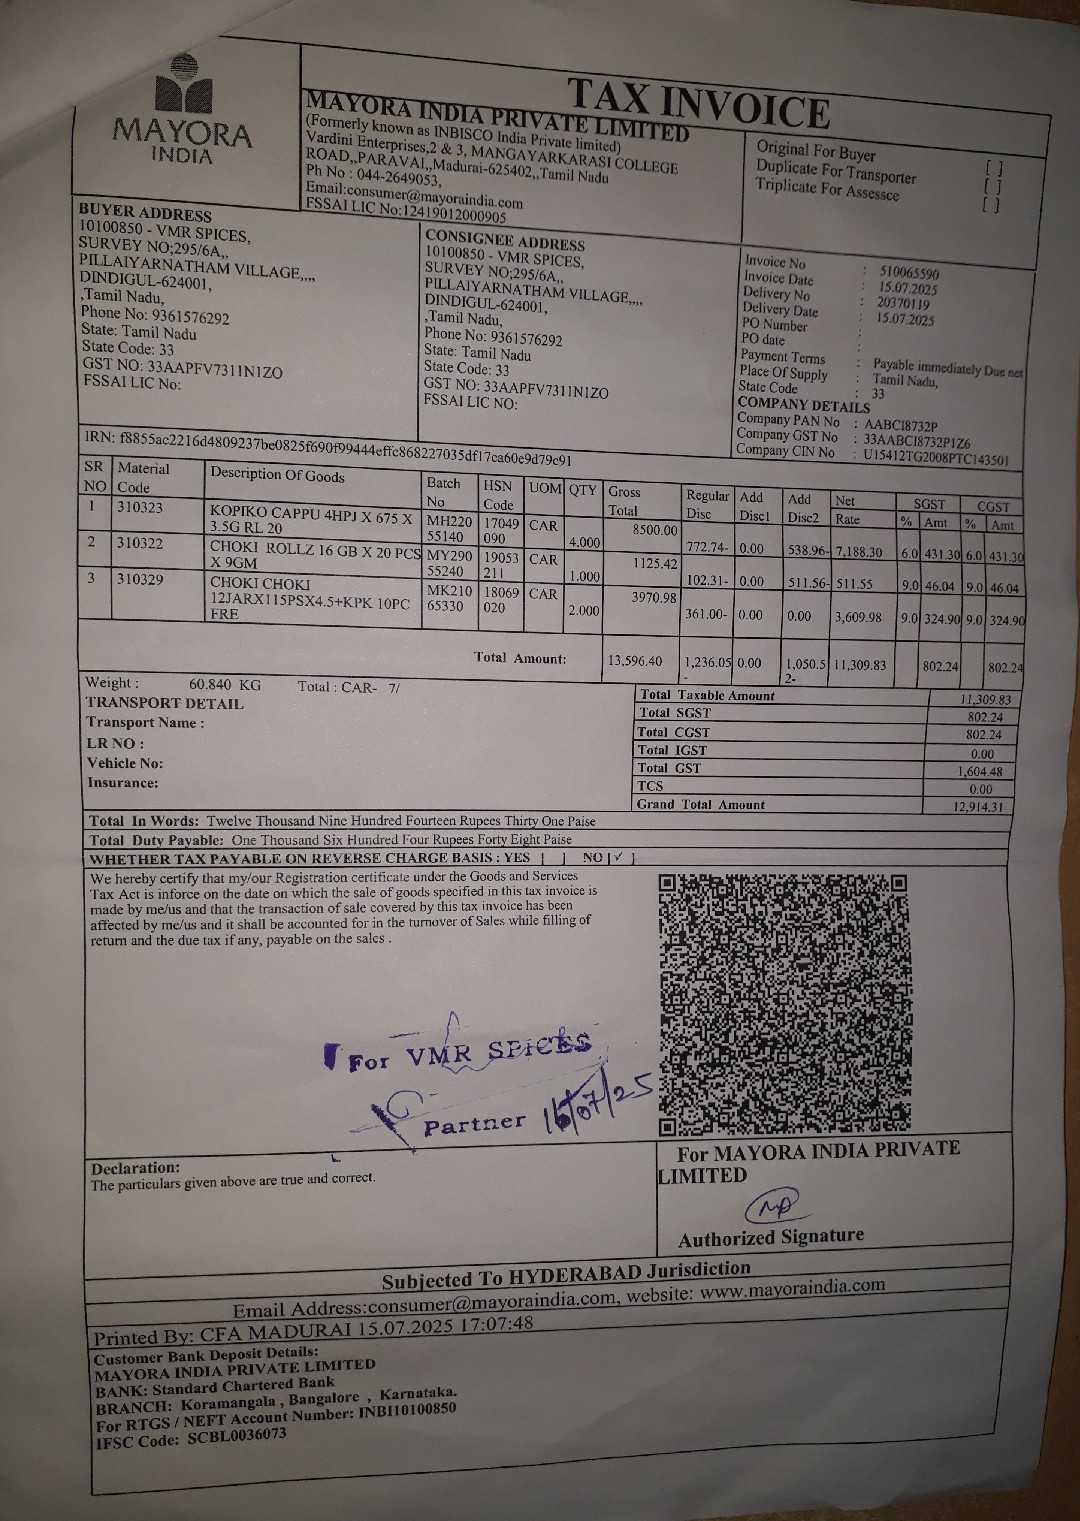 MAYORA
INDIA
TAX INVOICE
MAYORA INDIA PRIVATE LIMITED
(Formerly known as INBISCO India Private limited)
Vardini Enterprises,2 & 3, MANGAYARKARASI COLLEGE
ROAD,,PARAVAI,,Madurai-625402,,Tamil Nadu
Ph No : 044-2649053,
Email:consumer@mayoraindia.com
FSSAI LIC No:12419012000905
Original For Buyer [ ]
Duplicate For Transporter [ ]
Triplicate For Assessce [ ]
BUYER ADDRESS
10100850 - VMR SPICES,
SURVEY NO;295/6A,,
PILLAIYARNATHAM VILLAGE,,,,
DINDIGUL-624001,
,Tamil Nadu,
Phone No: 9361576292
State: Tamil Nadu
State Code: 33
GST NO: 33AAPFV7311N1ZO
FSSAI LIC No:
CONSIGNEE ADDRESS
10100850 - VMR SPICES,
SURVEY NO;295/6A,,
PILLAIYARNATHAM VILLAGE,,,,
DINDIGUL-624001,
,Tamil Nadu,
Phone No: 9361576292
State: Tamil Nadu
State Code: 33
GST NO: 33AAPFV7311N1ZO
FSSAI LIC NO:
Invoice No : 510065590
Invoice Date : 15.07.2025
Delivery No : 20370119
Delivery Date : 15.07.2025
PO Number :
PO date :
Payment Terms : Payable immediately Due net
Place Of Supply : Tamil Nadu,
State Code : 33
COMPANY DETAILS
Company PAN No : AABCI8732P
Company GST No : 33AABCI8732P1Z6
Company CIN No : U15412TG2008PTC143501
IRN: f8855ac2216d4809237be0825f690f99444effc868227035df17ca60e9d79c91
SR NO Material Code Description Of Goods Batch No HSN Code UOM QTY Gross Total Regular Disc Add Disc1 Add Disc2 Net Rate SGST % Amt CGST % Amt
1 310323 KOPIKO CAPPU 4HPJ X 675 X 3.5G RL 20 MH220 55140 17049 090 CAR 4.000 8500.00 772.74- 0.00 538.96- 7,188.30 6.0 431.30 6.0 431.30
2 310322 CHOKI ROLLZ 16 GB X 20 PCS X 9GM MY290 55240 19053 211 CAR 1.000 1125.42 102.31- 0.00 511.56- 511.55 9.0 46.04 9.0 46.04
3 310329 CHOKI CHOKI 12JARX115PSX4.5+KPK 10PC FRE MK210 65330 18069 020 CAR 2.000 3970.98 361.00- 0.00 0.00 3,609.98 9.0 324.90 9.0 324.90
Total Amount: 13,596.40 1,236.05- 0.00 1,050.52- 11,309.83 802.24 802.24
Weight : 60.840 KG Total : CAR- 7/
TRANSPORT DETAIL
Transport Name :
LR NO :
Vehicle No:
Insurance:
Total Taxable Amount 11,309.83
Total SGST 802.24
Total CGST 802.24
Total IGST 0.00
Total GST 1,604.48
TCS 0.00
Grand Total Amount 12,914.31
Total In Words: Twelve Thousand Nine Hundred Fourteen Rupees Thirty One Paise
Total Duty Payable: One Thousand Six Hundred Four Rupees Forty Eight Paise
WHETHER TAX PAYABLE ON REVERSE CHARGE BASIS : YES [ ] NO [✓ ]
We hereby certify that my/our Registration certificate under the Goods and Services
Tax Act is inforce on the date on which the sale of goods specified in this tax invoice is
made by me/us and that the transaction of sale covered by this tax invoice has been
affected by me/us and it shall be accounted for in the turnover of Sales while filling of
return and the due tax if any, payable on the sales .
For VMR SPICES
Partner 16/07/25
Declaration:
The particulars given above are true and correct.
For MAYORA INDIA PRIVATE
LIMITED
Authorized Signature
Subjected To HYDERABAD Jurisdiction
Email Address:consumer@mayoraindia.com, website: www.mayoraindia.com
Printed By: CFA MADURAI 15.07.2025 17:07:48
Customer Bank Deposit Details:
MAYORA INDIA PRIVATE LIMITED
BANK: Standard Chartered Bank
BRANCH: Koramangala , Bangalore , Karnataka.
For RTGS / NEFT Account Number: INBI10100850
IFSC Code: SCBL0036073